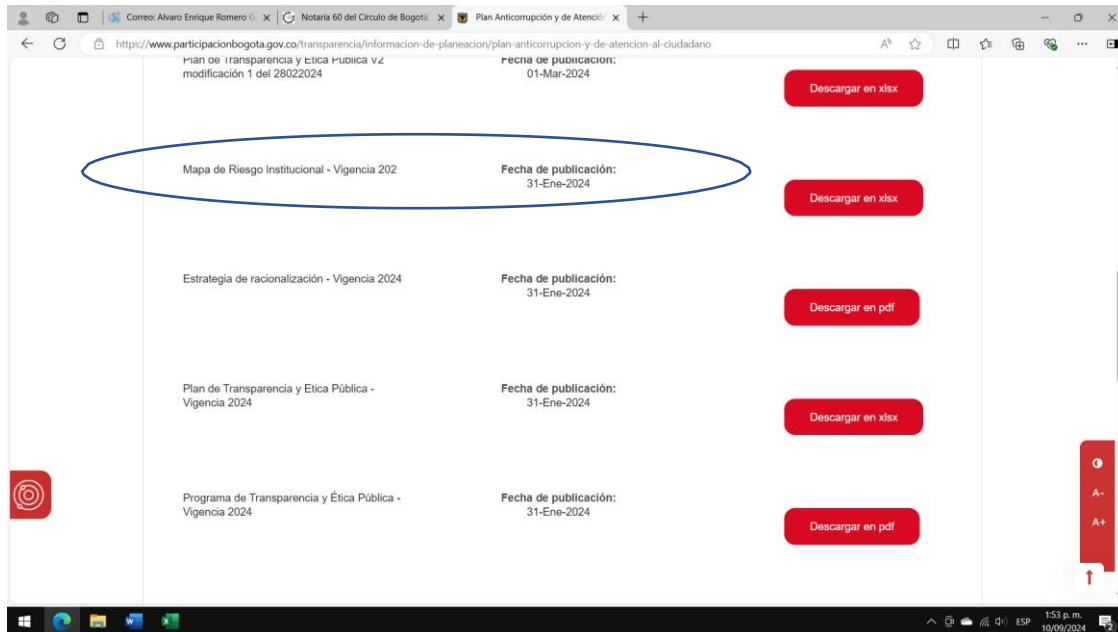 Correo: Alvaro Enrique Romero G
Notaría 60 del Círculo de Bogotá.
Plan Anticorrupción y de Atención
https://www.participacionbogota.gov.co/transparencia/informacion-de-planeacion/plan-anticorrupcion-y-de-atencion-al-ciudadano
Plan de Transparencia y Etica Pública V2
modificación 1 del 28022024
Fecha de publicación:
01-Mar-2024
Descargar en xlsx
Mapa de Riesgo Institucional - Vigencia 202
Fecha de publicación:
31-Ene-2024
Descargar en xlsx
Estrategia de racionalización - Vigencia 2024
Fecha de publicación:
31-Ene-2024
Descargar en pdf
Plan de Transparencia y Etica Pública -
Vigencia 2024
Fecha de publicación:
31-Ene-2024
Descargar en xlsx
Programa de Transparencia y Ética Pública -
Vigencia 2024
Fecha de publicación:
31-Ene-2024
Descargar en pdf
A-
A+
ESP
1:53 p. m.
10/09/2024